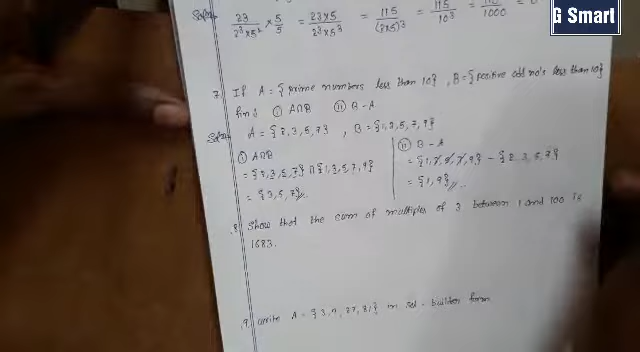 G Smart
Soln:- 23/2³×5² × 5/5 = 23×5/2³×5³ = 115/(2×5)³ = 115/10³ = 115/1000 = 0
7. If A = {prime numbers less than 10}, B = {positive odd no's less than 10}
find (i) A∩B (ii) B-A
Soln:- A = {2,3,5,7}, B = {1,3,5,7,9}
(i) A∩B
= {2,3,5,7} ∩ {1,3,5,7,9}
= {3,5,7}
(ii) B-A
= {1,3,5,7,9} - {2,3,5,7}
= {1,9}
8. Show that the sum of multiples of 3 between 1 and 100 is
1683.
9. write A = {3,9,27,81} in set-builder form